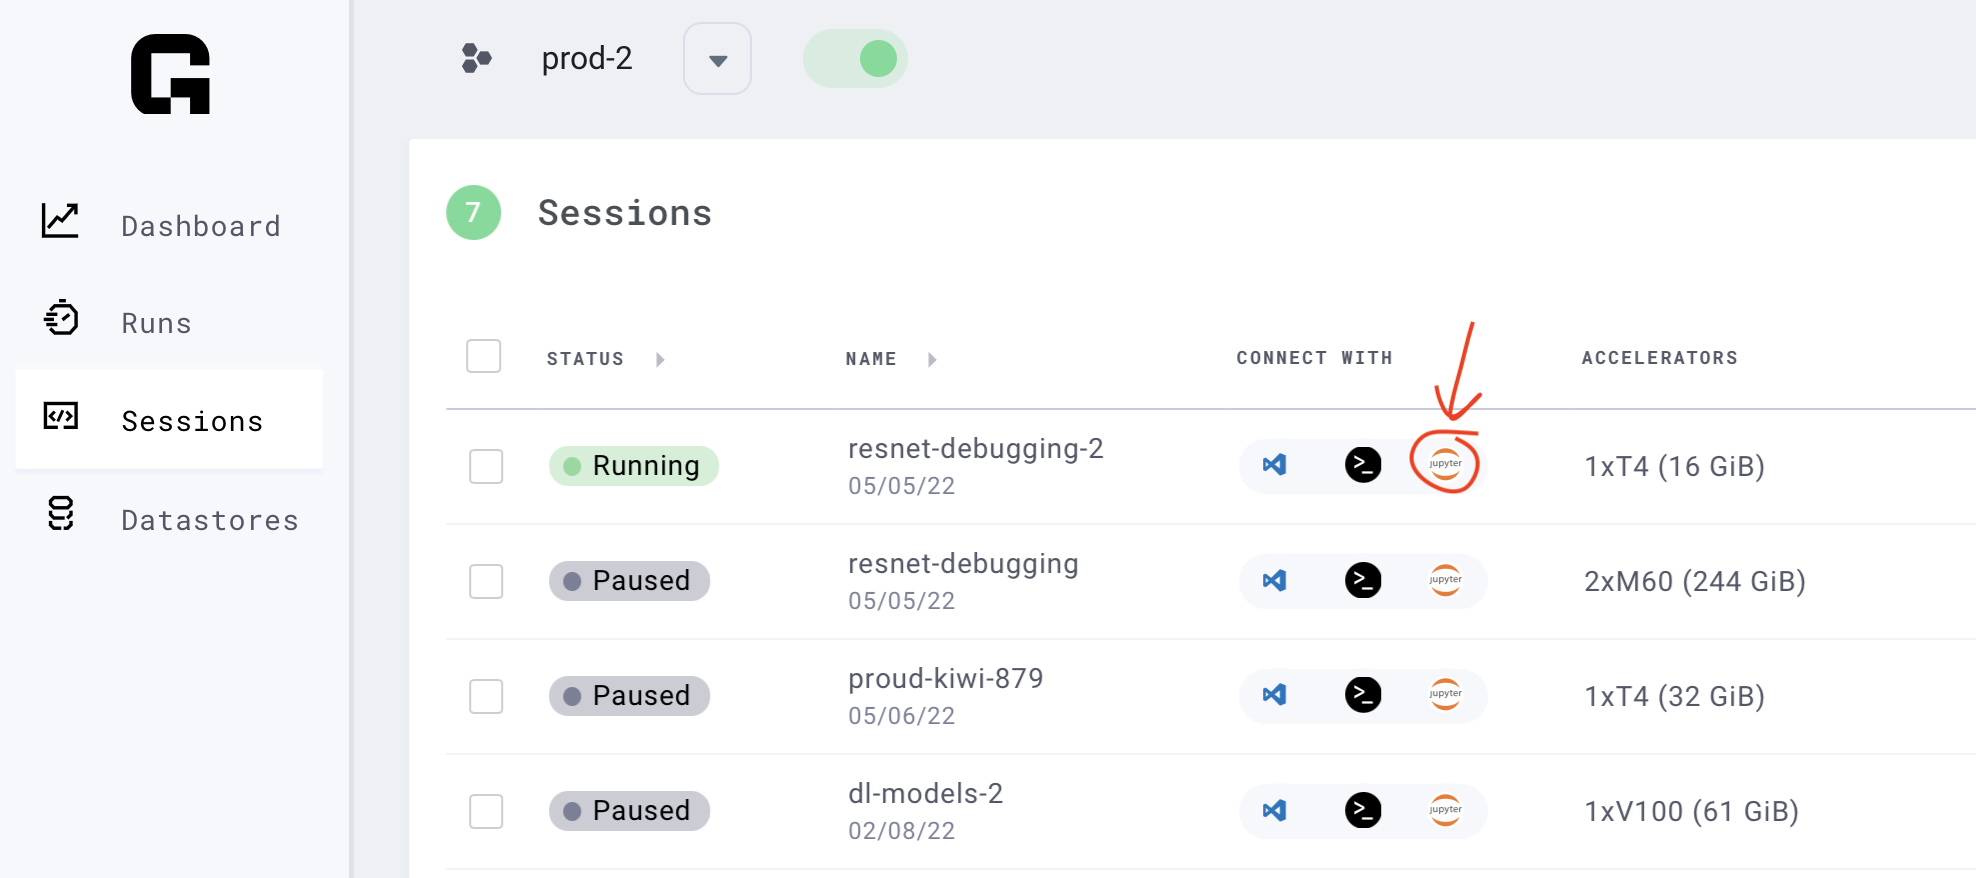 prod-2
Dashboard
Runs
Sessions
Datastores
7 Sessions
STATUS NAME CONNECT WITH ACCELERATORS
Running resnet-debugging-2 >_ jupyter 1xT4 (16 GiB)
05/05/22
Paused resnet-debugging >_ jupyter 2xM60 (244 GiB)
05/05/22
Paused proud-kiwi-879 >_ jupyter 1xT4 (32 GiB)
05/06/22
Paused dl-models-2 >_ jupyter 1xV100 (61 GiB)
02/08/22